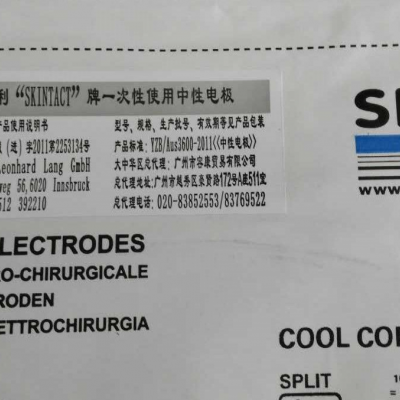 利“SKINTACT”牌一次性使用中性电极
产品使用说明书
型号、规格、生产批号、有效期等见产品包装
(进)字2011第2253134号
产品标准:YZB/Aus3600-2011<<中性电极>>
Leonhard Lang GmbH
大中华区总代理:广州市容康贸易有限公司
weg 56,6020 Innsbruck
总代理地址:广州市越秀区东贤路172号A座511室
512 392210
总代理电话:020-83852553/83769522
S
www.
LECTRODES
RO-CHIRURGICALE
RODEN
ETTROCHIRURGIA
COOL CO
SPLIT